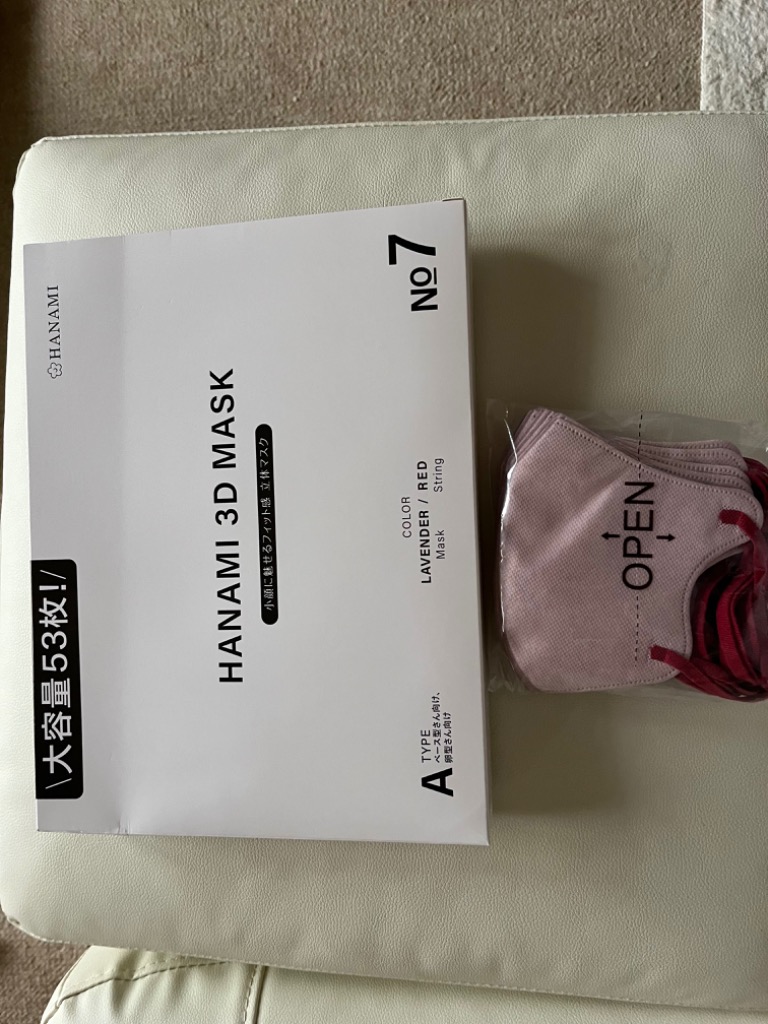 \大容量53枚!/
HANAMI
HANAMI 3D MASK
小顔に魅せるフィット感 立体マスク
A TYPE
ベース型さん向け、
卵型さん向け
COLOR
LAVENDER / RED
Mask String
No 7
↑
OPEN
↓